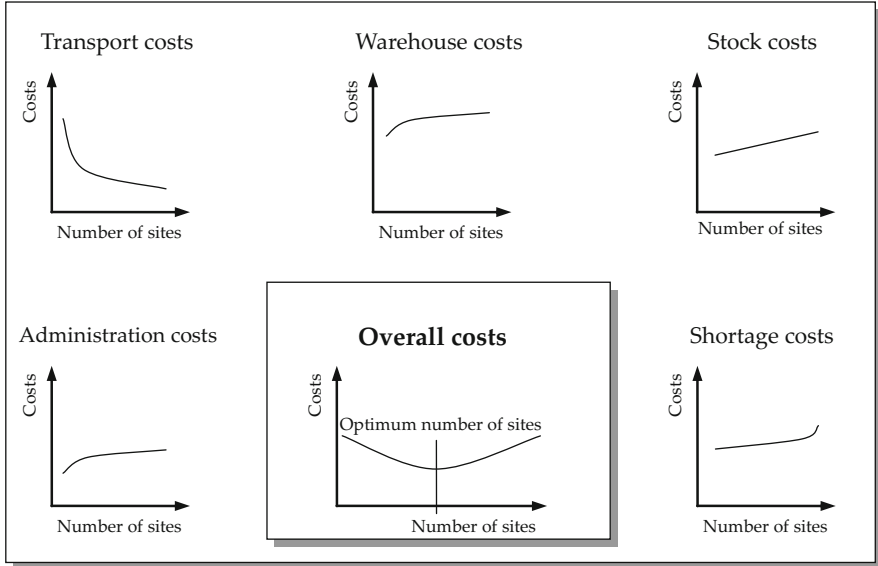 Transport costs
Costs
Number of sites
Warehouse costs
Costs
Number of sites
Stock costs
Costs
Number of sites
Administration costs
Costs
Number of sites
Overall costs
Costs
Optimum number of sites
Number of sites
Shortage costs
Costs
Number of sites